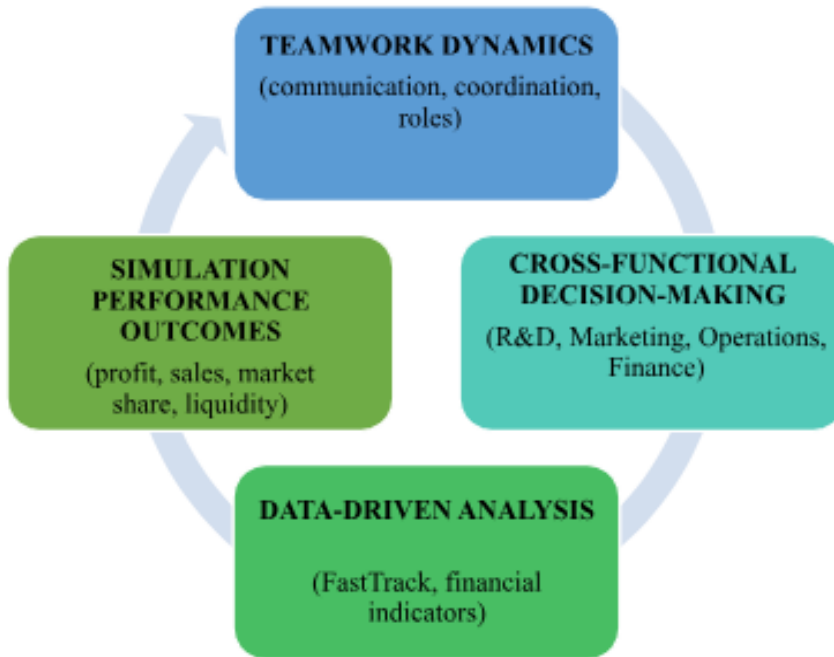 TEAMWORK DYNAMICS
(communication, coordination,
roles)
CROSS-FUNCTIONAL
DECISION-MAKING
(R&D, Marketing, Operations,
Finance)
DATA-DRIVEN ANALYSIS
(FastTrack, financial
indicators)
SIMULATION
PERFORMANCE
OUTCOMES
(profit, sales, market
share, liquidity)